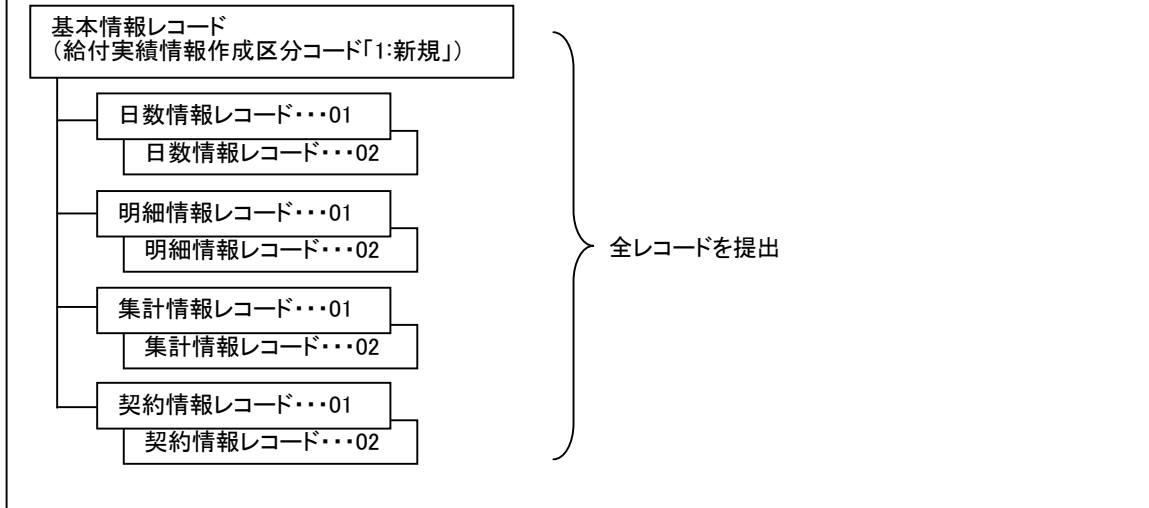 基本情報レコード
（給付実績情報作成区分コード｢1:新規｣）
日数情報レコード・・・01
日数情報レコード・・・02
明細情報レコード・・・01
明細情報レコード・・・02
全レコードを提出
集計情報レコード・・・01
集計情報レコード・・・02
契約情報レコード・・・01
契約情報レコード・・・02